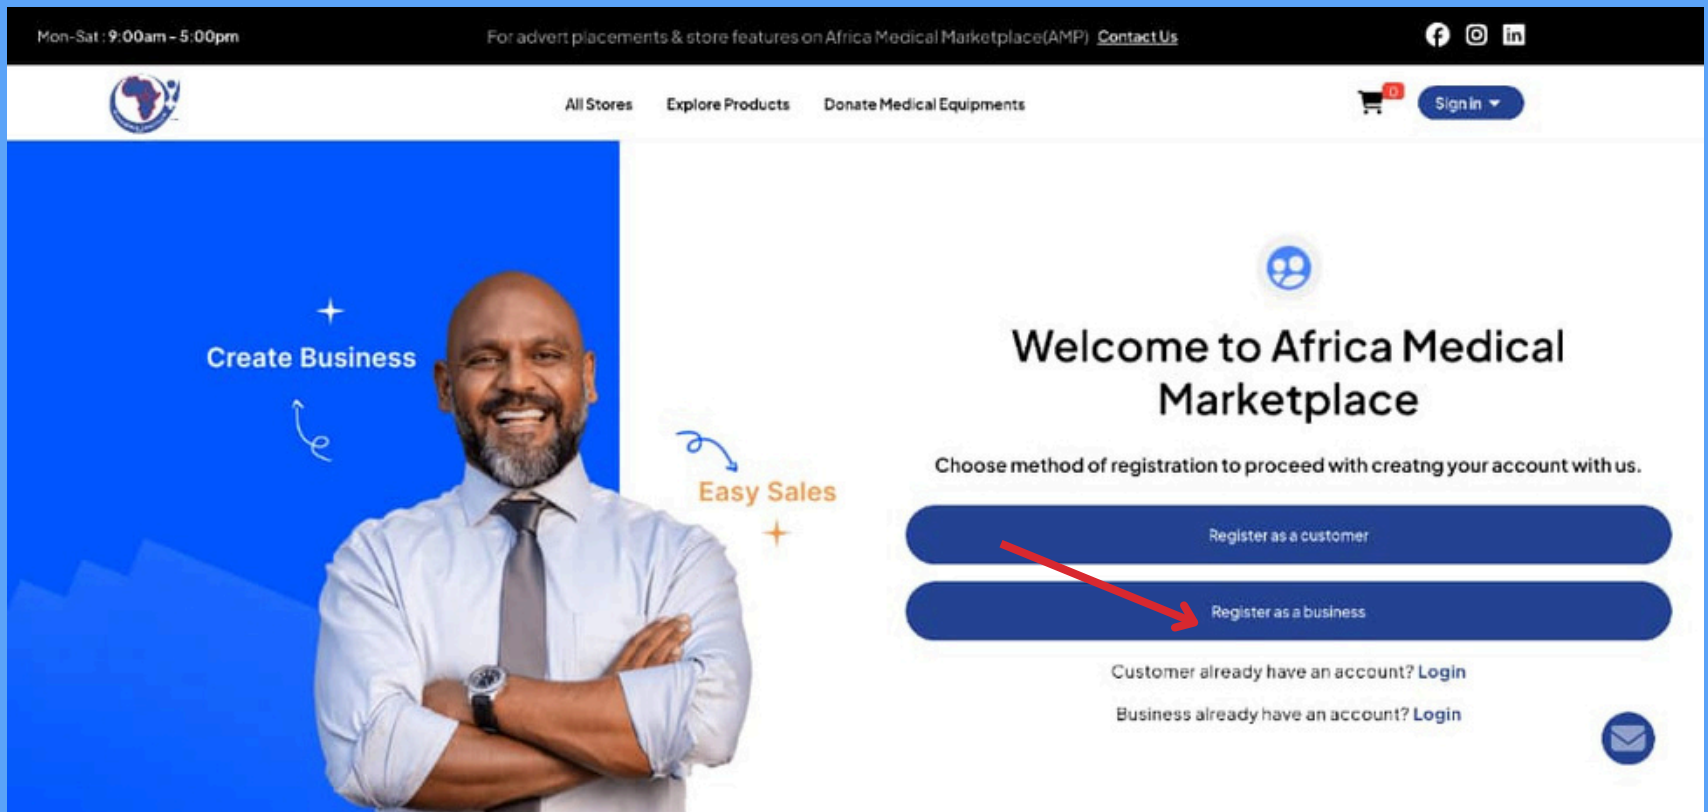 Mon-Sat : 9:00am - 5:00pm
For advert placements & store features on Africa Medical Marketplace(AMP) Contact Us
All Stores
Explore Products
Donate Medical Equipments
0
Sign in
Create Business
Easy Sales
Welcome to Africa Medical
Marketplace
Choose method of registration to proceed with creatng your account with us.
Register as a customer
Register as a business
Customer already have an account? Login
Business already have an account? Login